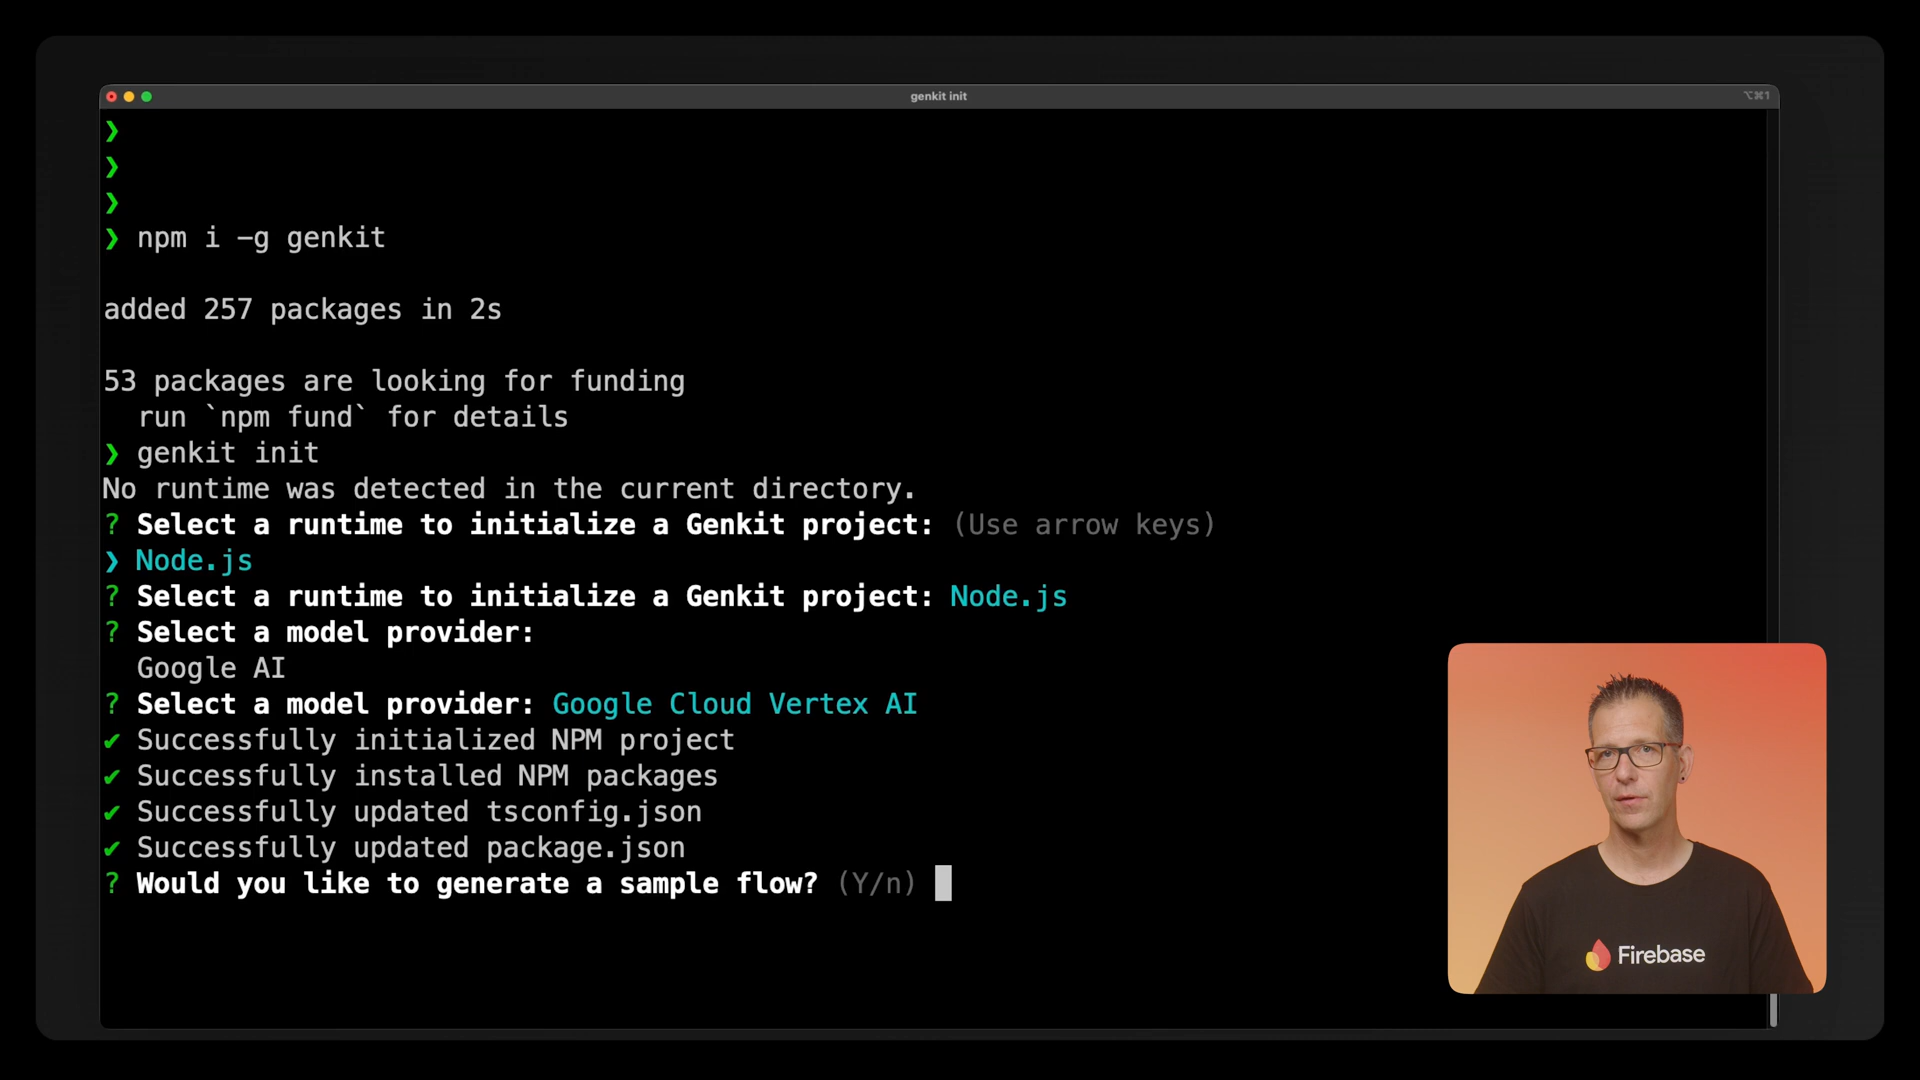 genkit init
⌥⌘1
❯
❯
❯
❯ npm i -g genkit
added 257 packages in 2s
53 packages are looking for funding
run `npm fund` for details
❯ genkit init
No runtime was detected in the current directory.
? Select a runtime to initialize a Genkit project: (Use arrow keys)
❯ Node.js
? Select a runtime to initialize a Genkit project: Node.js
? Select a model provider:
Google AI
? Select a model provider: Google Cloud Vertex AI
✔ Successfully initialized NPM project
✔ Successfully installed NPM packages
✔ Successfully updated tsconfig.json
✔ Successfully updated package.json
? Would you like to generate a sample flow? (Y/n)
Firebase